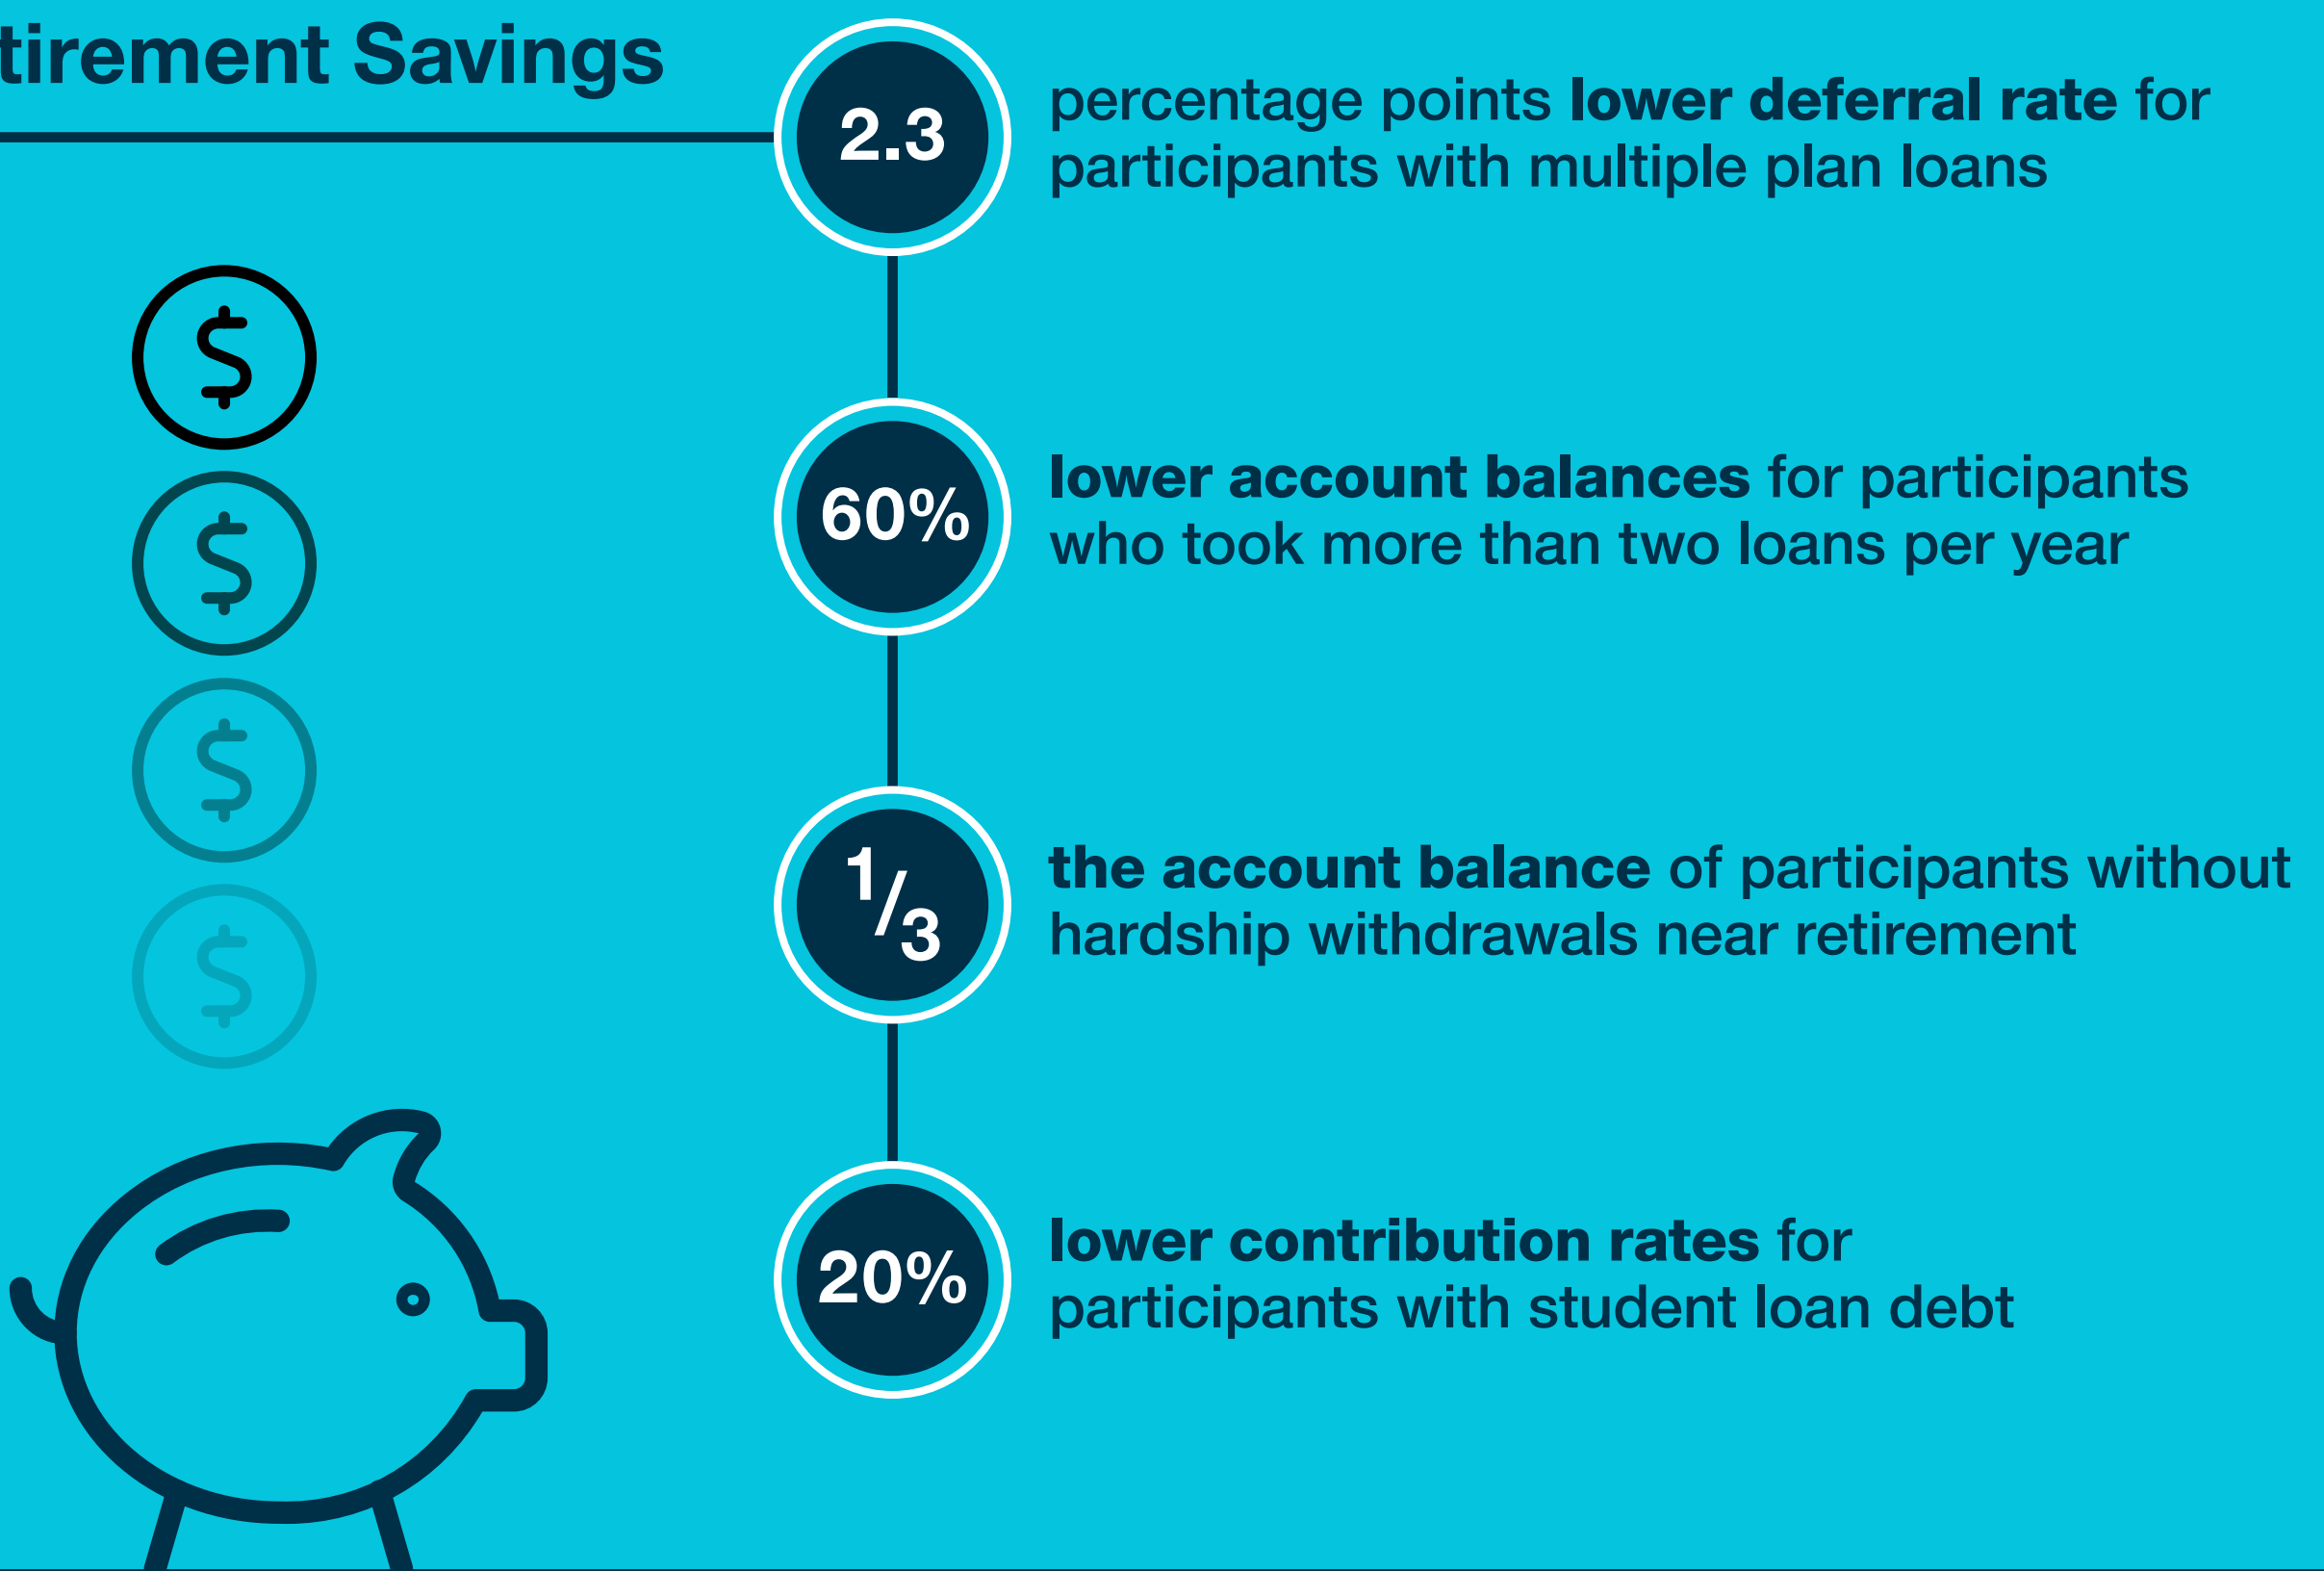 tirement Savings
2.3
percentage points lower deferral rate for
participants with multiple plan loans
60%
lower account balances for participants
who took more than two loans per year
1/3
the account balance of participants without
hardship withdrawals near retirement
20%
lower contribution rates for
participants with student loan debt